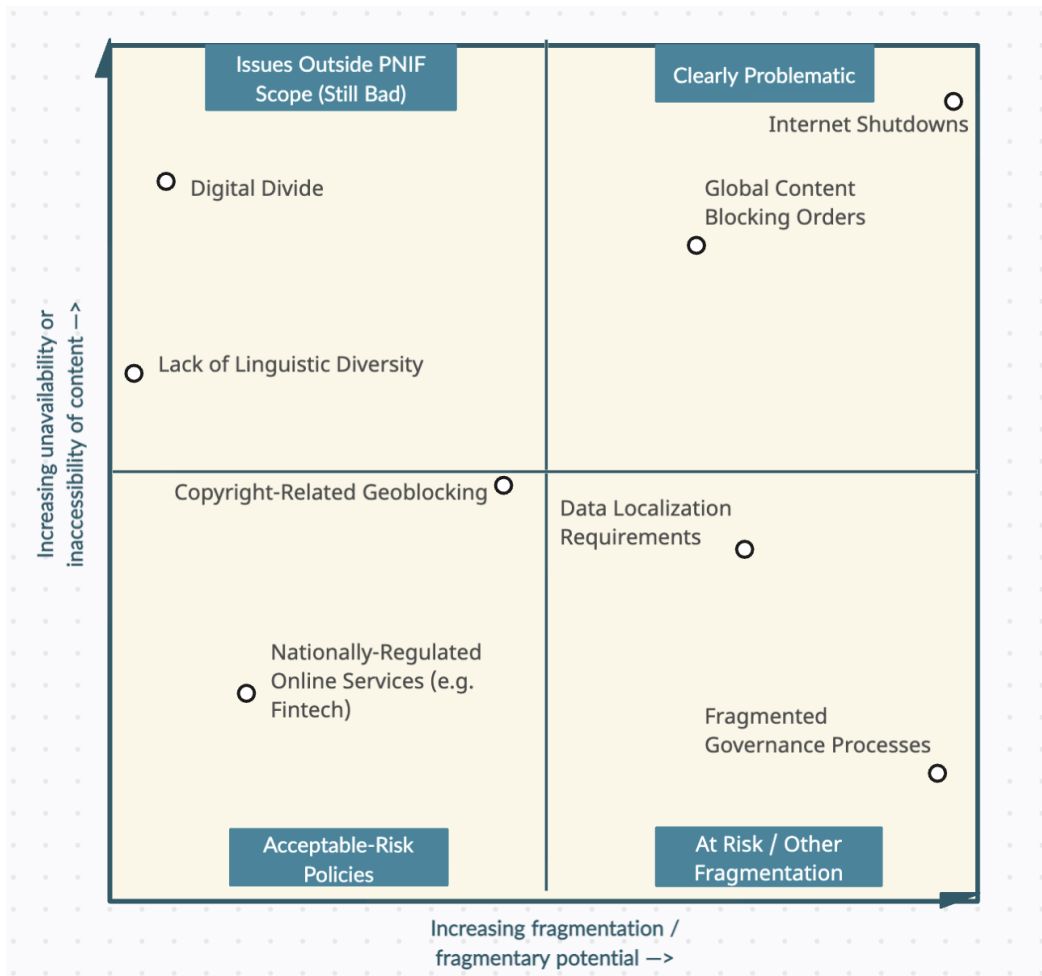 Issues Outside PNIF
Scope (Still Bad)
Clearly Problematic
Internet Shutdowns
Digital Divide
Global Content
Blocking Orders
Lack of Linguistic Diversity
Increasing unavailability or
inaccessibility of content —>
Copyright-Related Geoblocking
Data Localization
Requirements
Nationally-Regulated
Online Services (e.g.
Fintech)
Fragmented
Governance Processes
Acceptable-Risk
Policies
At Risk / Other
Fragmentation
Increasing fragmentation /
fragmentary potential —>